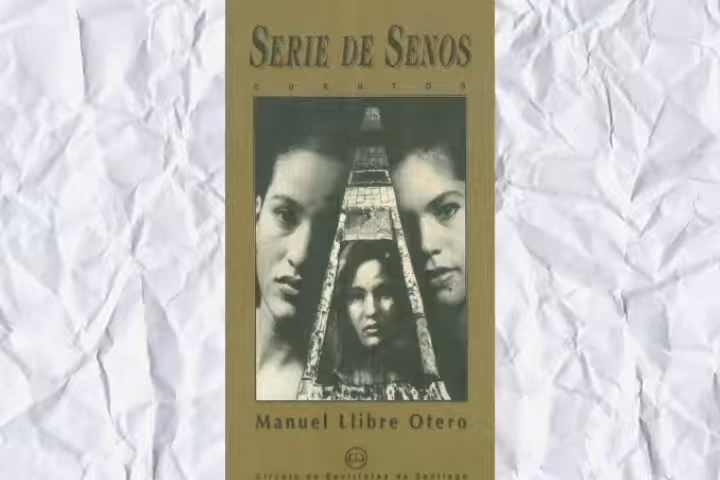 SERIE DE SENOS
CUENTOS
Manuel Llibre Otero
Círculo de Escritores de Santiago